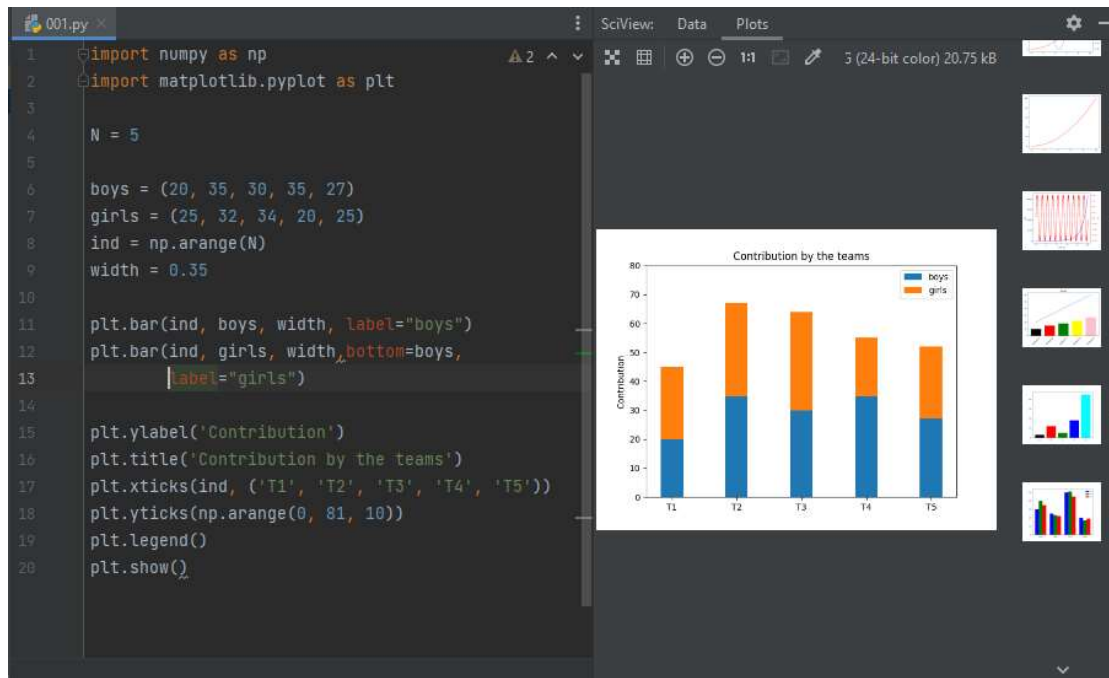 001.py
1 import numpy as np
2 import matplotlib.pyplot as plt
3
4 N = 5
5
6 boys = (20, 35, 30, 35, 27)
7 girls = (25, 32, 34, 20, 25)
8 ind = np.arange(N)
9 width = 0.35
10
11 plt.bar(ind, boys, width, label="boys")
12 plt.bar(ind, girls, width,bottom=boys,
13 label="girls")
14
15 plt.ylabel('Contribution')
16 plt.title('Contribution by the teams')
17 plt.xticks(ind, ('T1', 'T2', 'T3', 'T4', 'T5'))
18 plt.yticks(np.arange(0, 81, 10))
19 plt.legend()
20 plt.show()
2
SciView: Data Plots
1:1 (24-bit color) 20.75 kB
Contribution by the teams
boys
girls
Contribution
80
70
60
50
40
30
20
10
0
T1 T2 T3 T4 T5